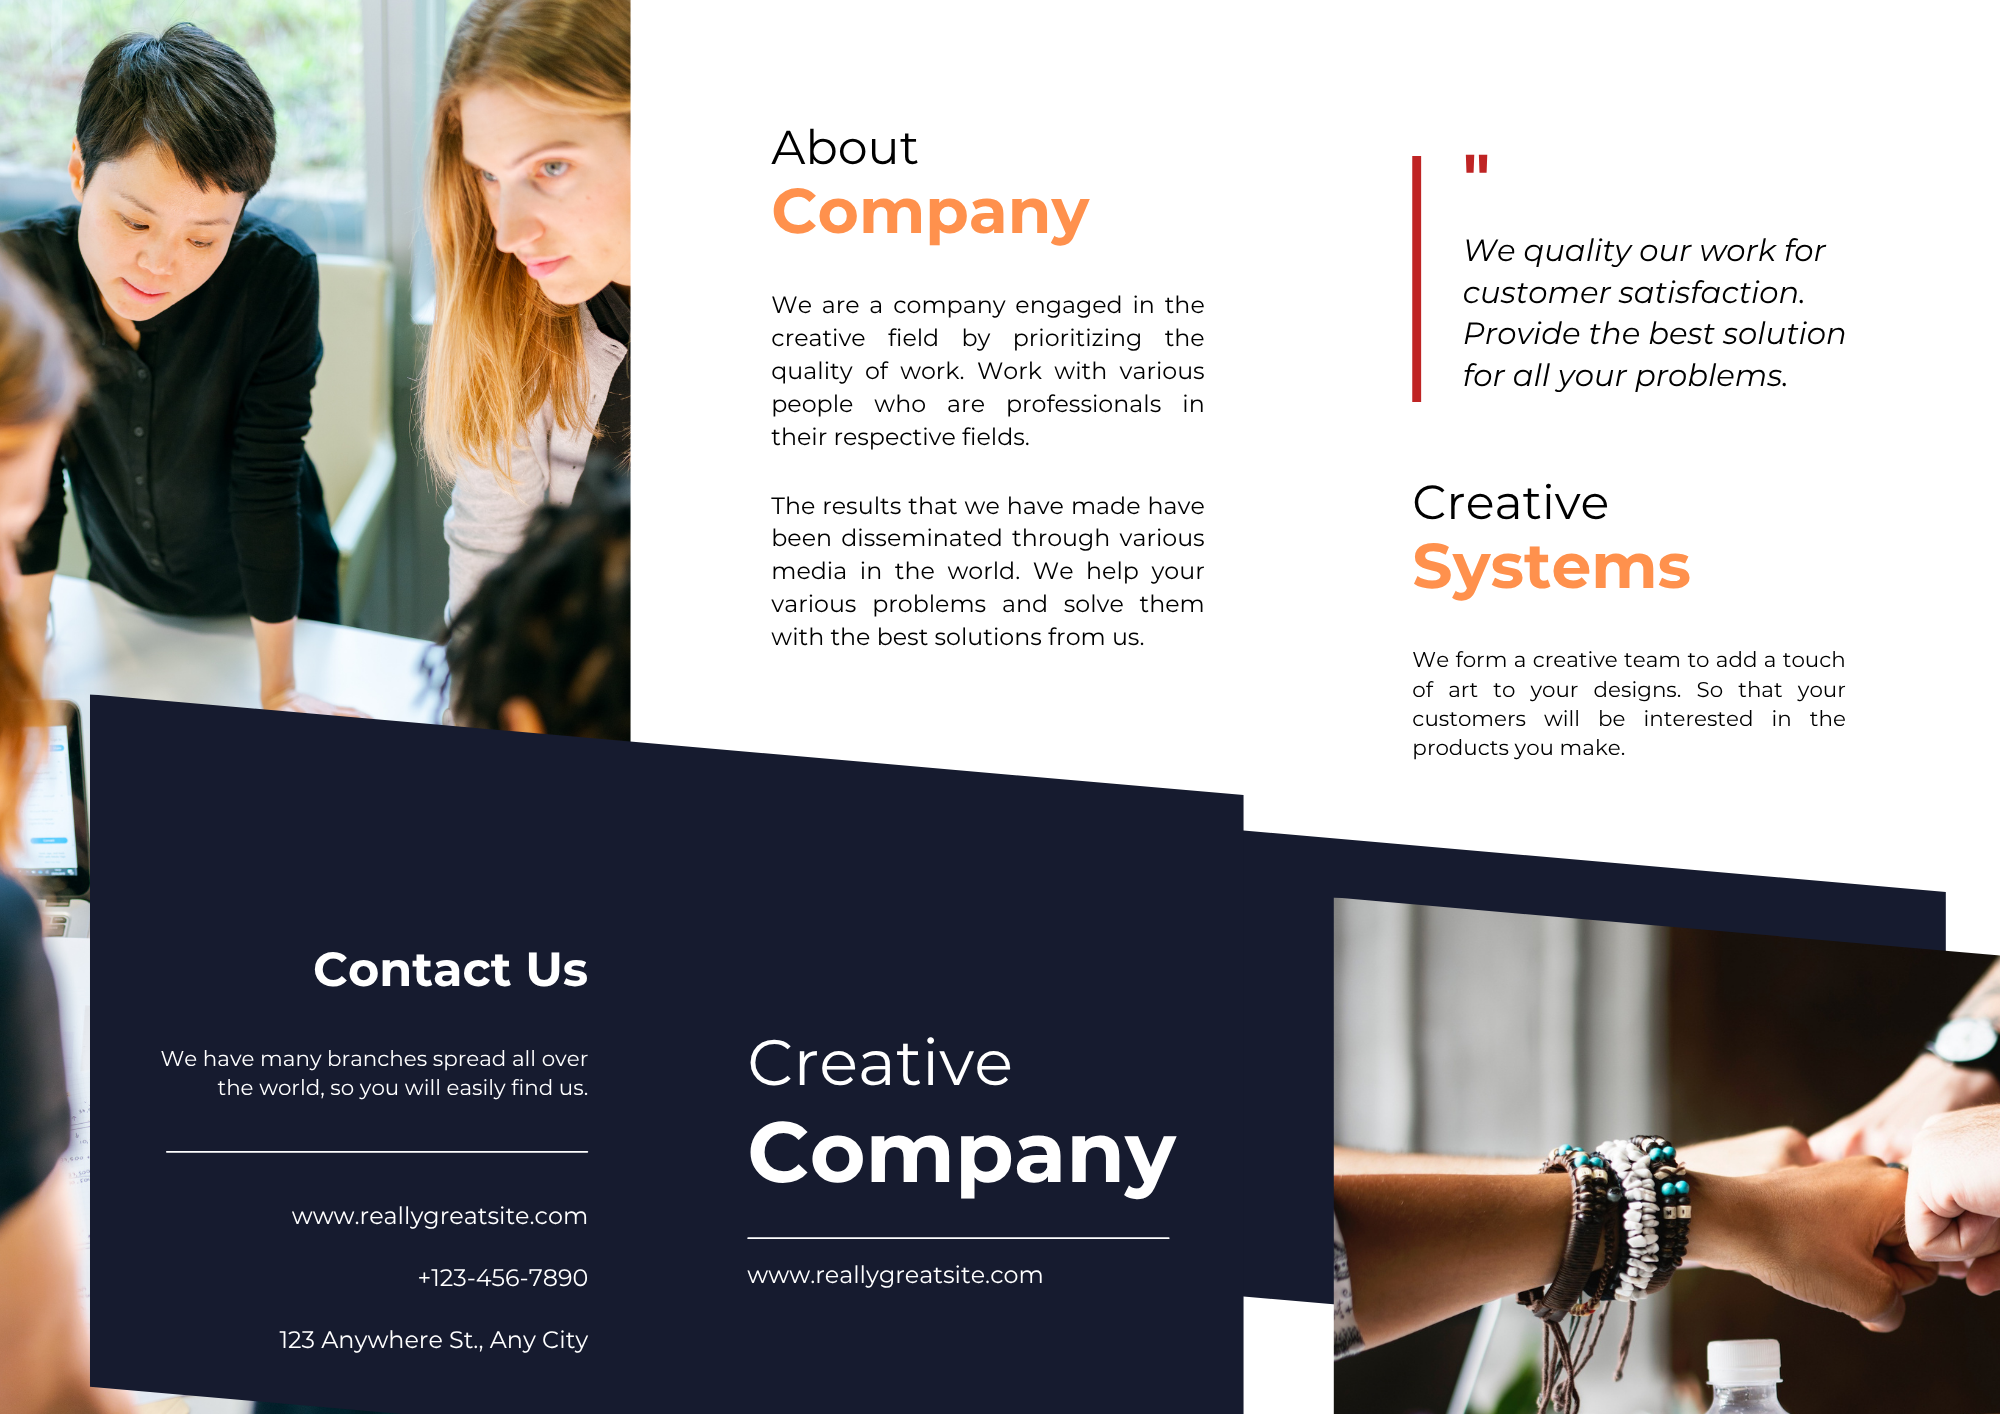 About
Company
We are a company engaged in the
creative field by prioritizing the
quality of work. Work with various
people who are professionals in
their respective fields.
The results that we have made have
been disseminated through various
media in the world. We help your
various problems and solve them
with the best solutions from us.
"
We quality our work for
customer satisfaction.
Provide the best solution
for all your problems.
Creative
Systems
We form a creative team to add a touch
of art to your designs. So that your
customers will be interested in the
products you make.
Contact Us
We have many branches spread all over
the world, so you will easily find us.
www.reallygreatsite.com
+123-456-7890
123 Anywhere St., Any City
Creative
Company
www.reallygreatsite.com